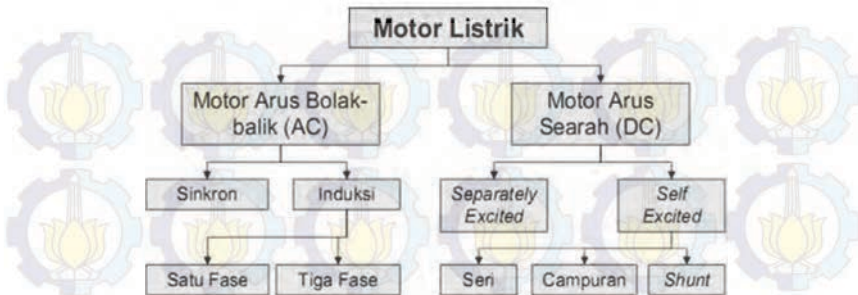 Motor Listrik
Motor Arus Bolak-
balik (AC)
Motor Arus
Searah (DC)
Sinkron
Induksi
Separately
Excited
Self
Excited
Satu Fase
Tiga Fase
Seri
Campuran
Shunt